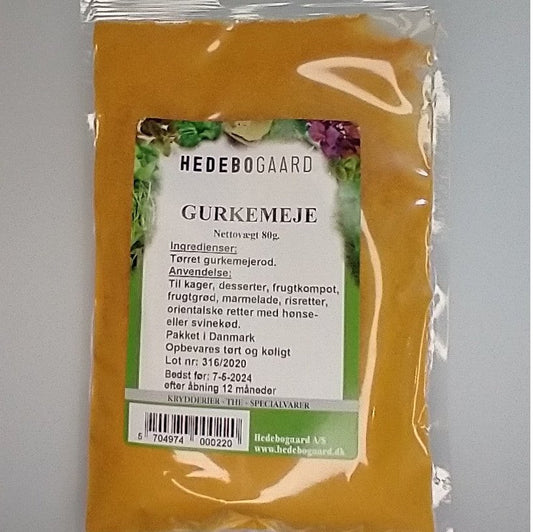 HEDEBOGAARD
GURKEMEJE
Nettovægt 80g.
Ingredienser:
Tørret gurkemejerod.
Anvendelse:
Til kager, desserter, frugtkompot,
frugtgrød, marmelade, risretter,
orientalske retter med hønse-
eller svinekød.
Pakket i Danmark
Opbevares tørt og køligt
Lot nr: 316/2020
Bedst før: 7-5-2024
efter åbning 12 måneder
KRYDDERIER - THE - SPECIALVARER
5 704974 000220
Hedebogaard A/S
www.hedebogaard.dk